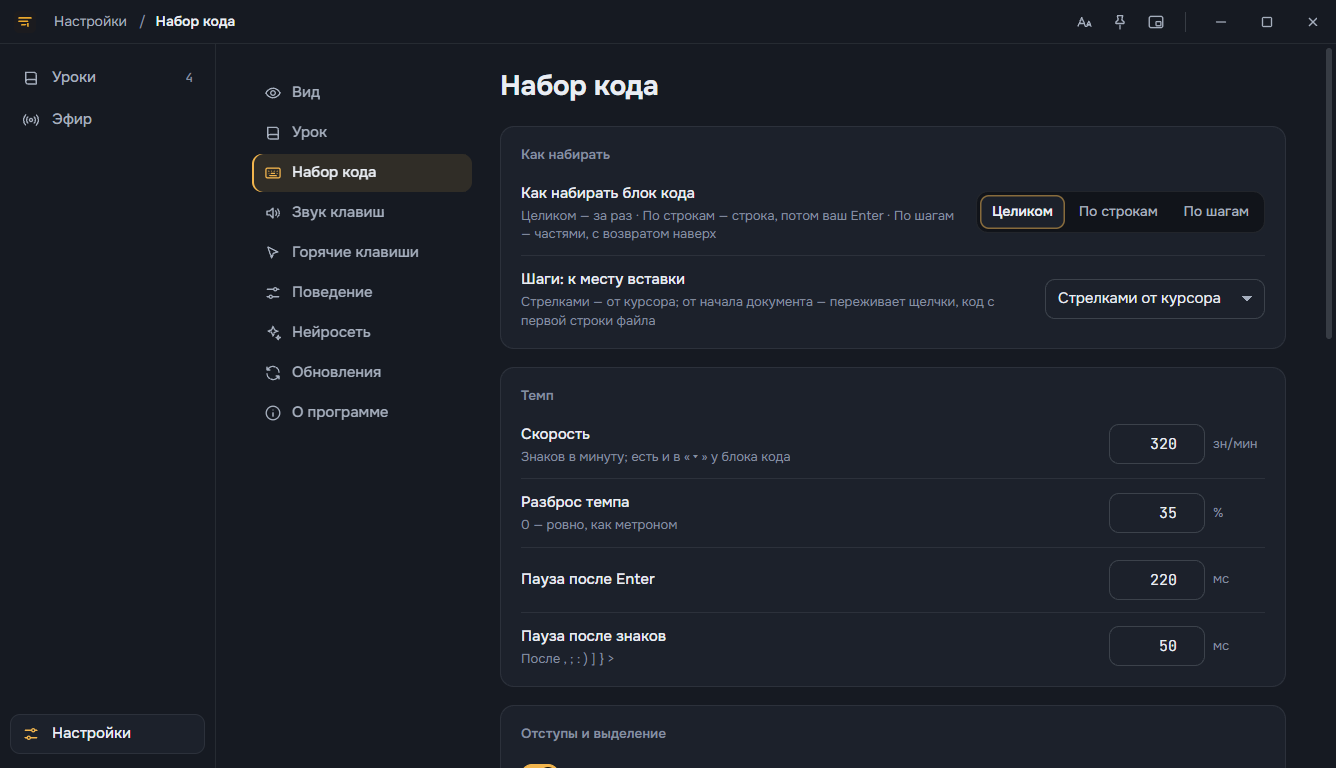 Настройки / Набор кода
Aᴀ
Уроки 4
Эфир
Настройки
Вид
Урок
Набор кода
Звук клавиш
Горячие клавиши
Поведение
Нейросеть
Обновления
О программе
Набор кода
Как набирать
Как набирать блок кода
Целиком — за раз · По строкам — строка, потом ваш Enter · По шагам
— частями, с возвратом наверх
Целиком По строкам По шагам
Шаги: к месту вставки
Стрелками — от курсора; от начала документа — переживает щелчки, код с
первой строки файла
Стрелками от курсора
Темп
Скорость
Знаков в минуту; есть и в « ▾ » у блока кода
320 зн/мин
Разброс темпа
0 — ровно, как метроном
35 %
Пауза после Enter
220 мс
Пауза после знаков
После , ; : ) ] } >
50 мс
Отступы и выделение